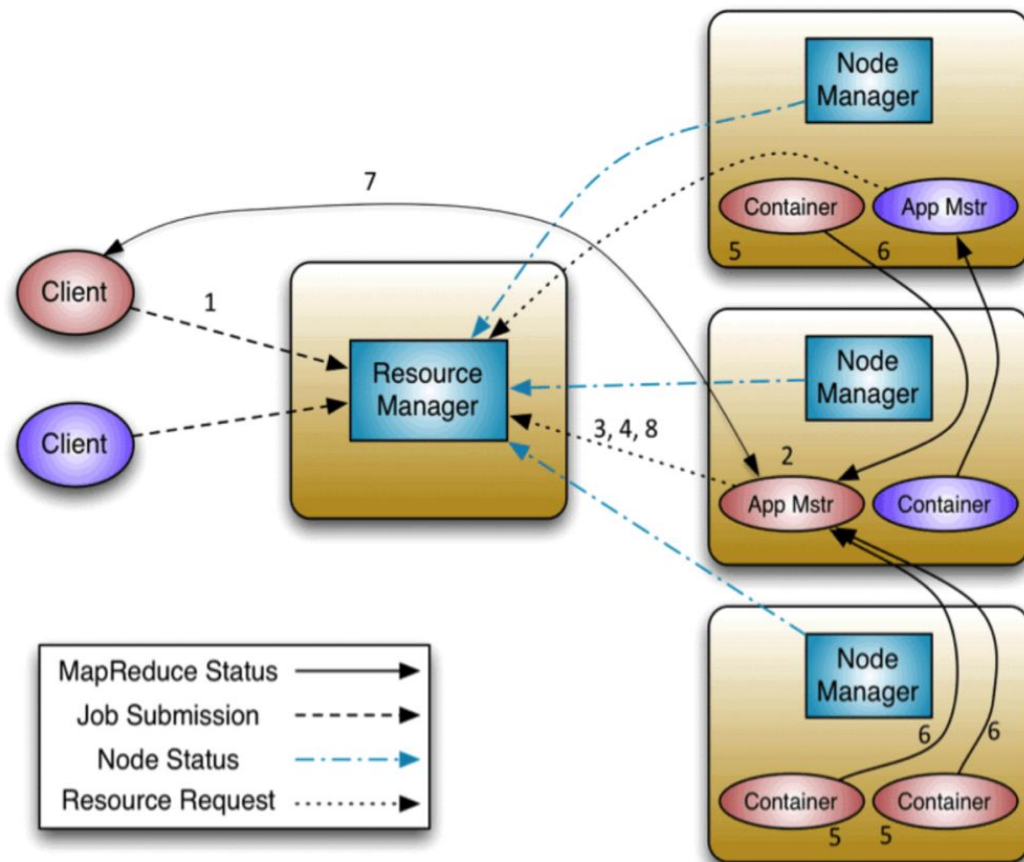 Node
Manager
7
Container
App Mstr
5
6
Client
1
Resource
Manager
Node
Manager
Client
3, 4, 8
2
App Mstr
Container
MapReduce Status
Job Submission
Node Status
Resource Request
Node
Manager
6
6
Container
Container
5
5